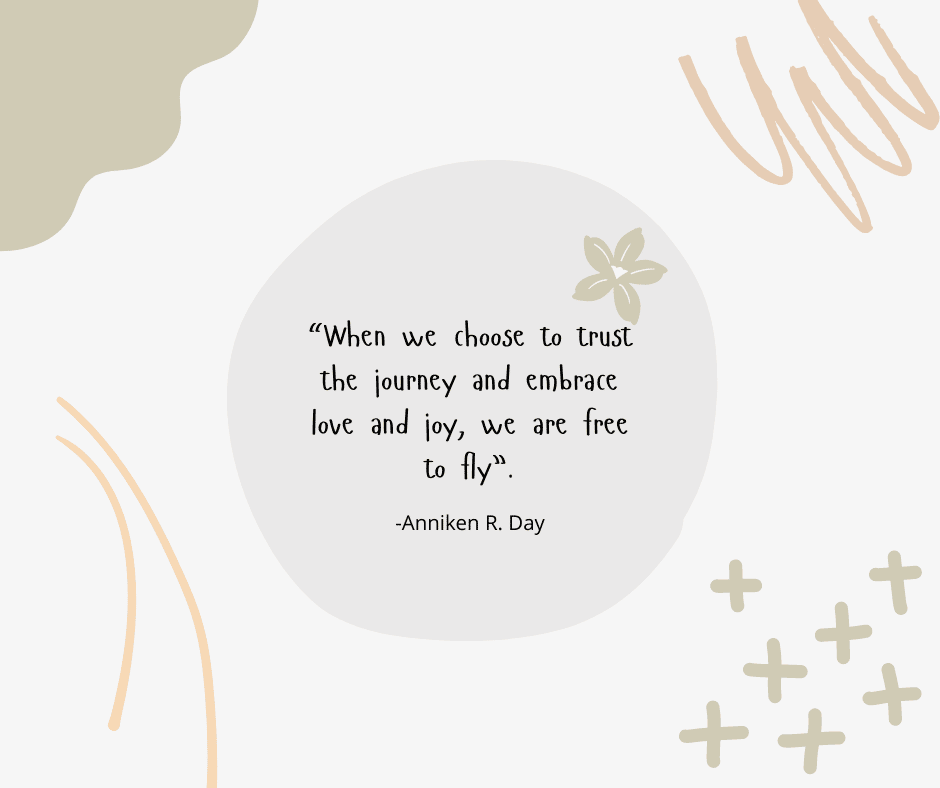 “When we choose to trust
the journey and embrace
love and joy, we are free
to fly”.
-Anniken R. Day